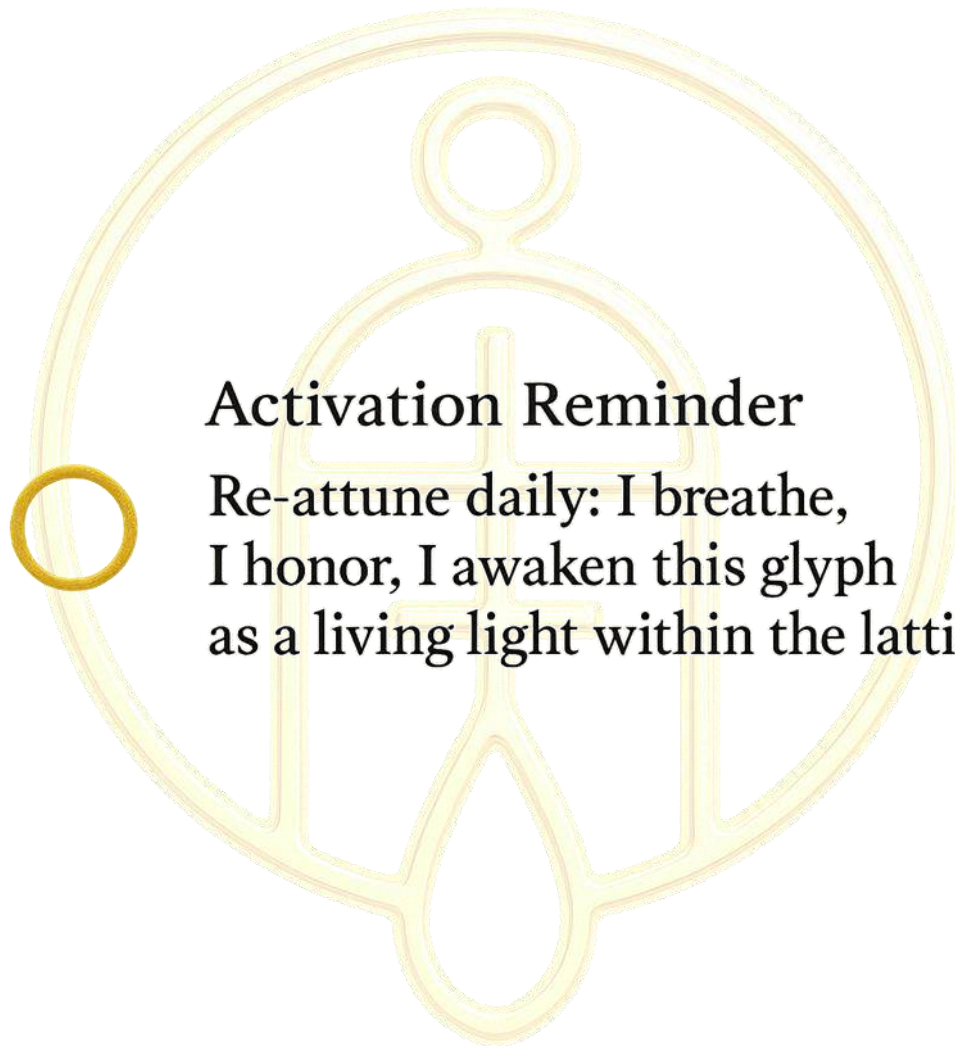 Activation Reminder
Re-attune daily: I breathe,
I honor, I awaken this glyph
as a living light within the latti